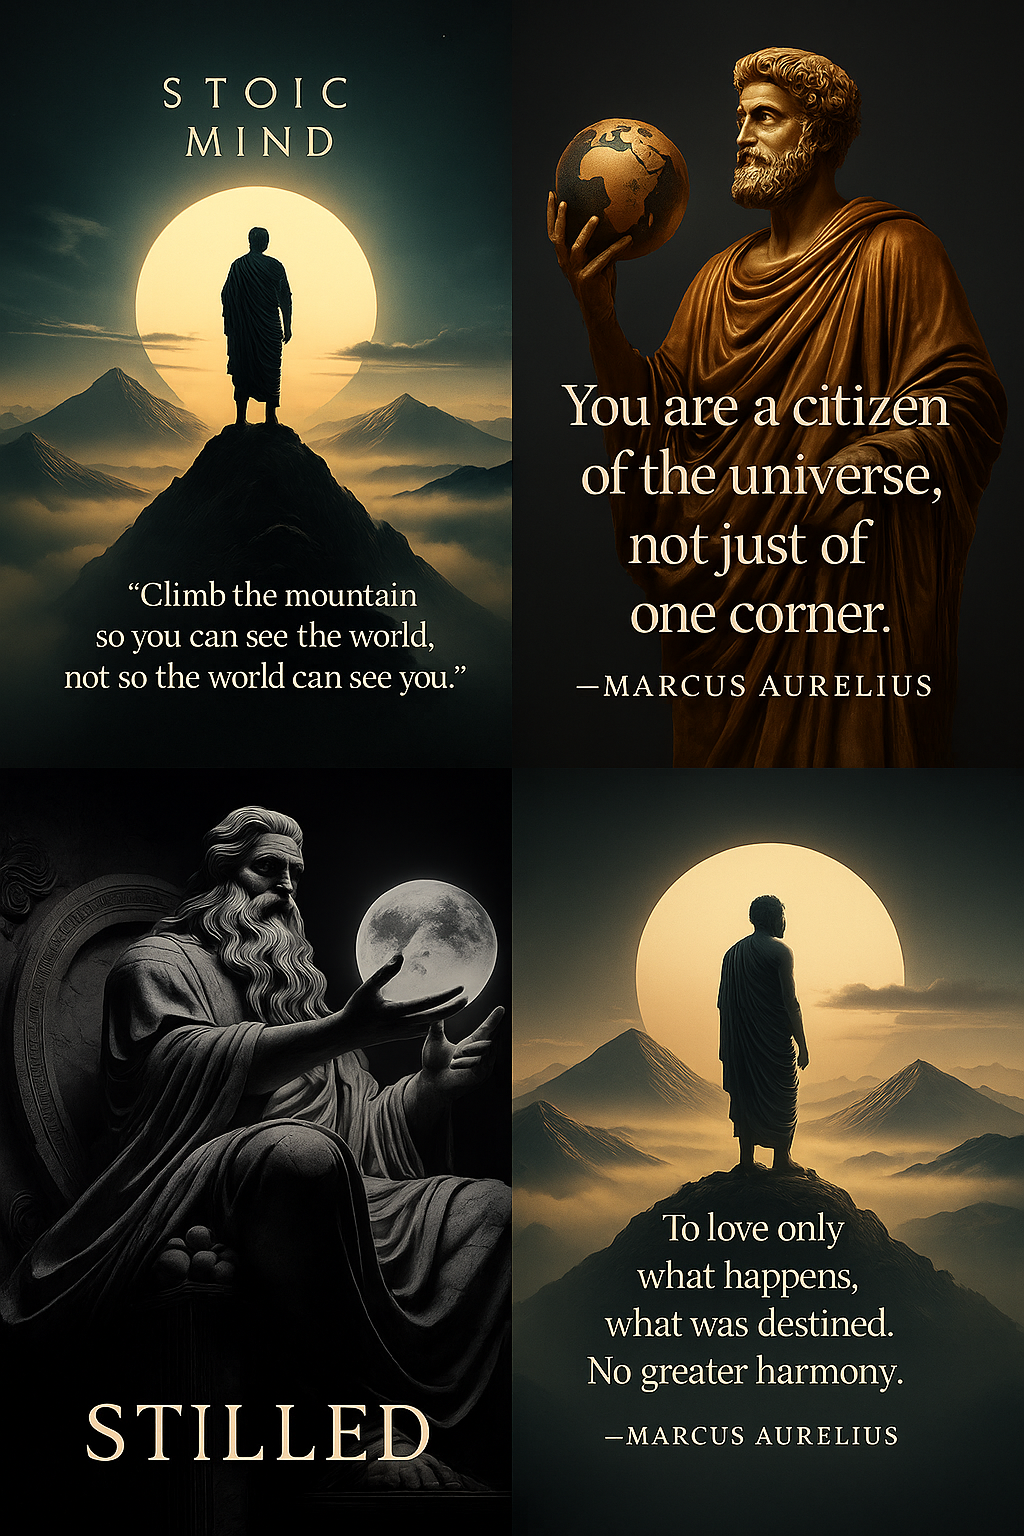 STOIC
MIND
“Climb the mountain
so you can see the world,
not so the world can see you.”
You are a citizen
of the universe,
not just of
one corner.
—MARCUS AURELIUS
STILLED
To love only
what happens,
what was destined.
No greater harmony.
—MARCUS AURELIUS